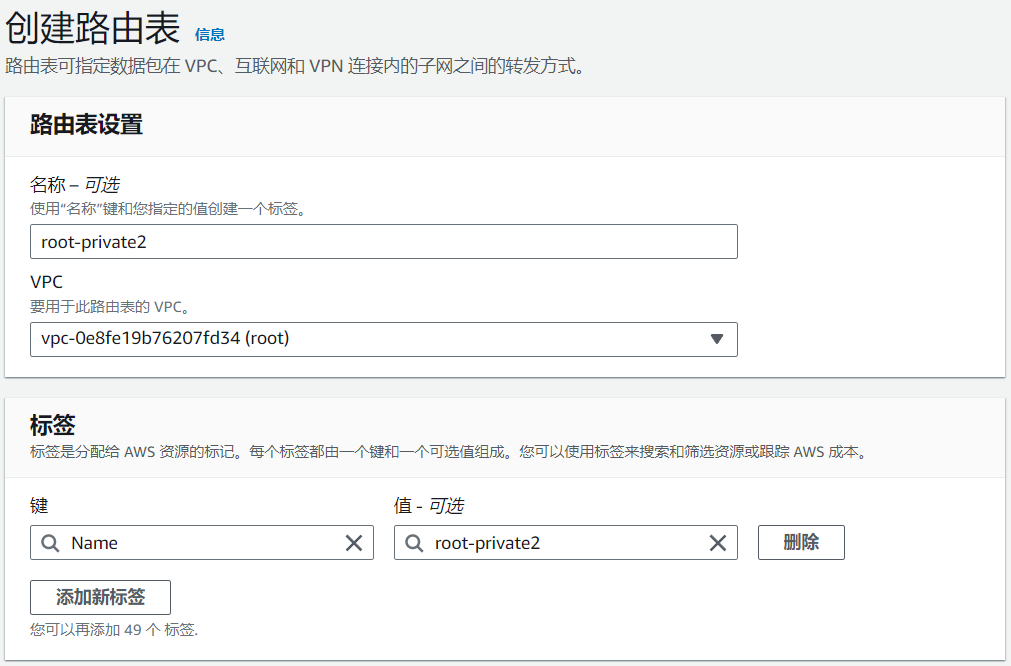 创建路由表 信息
路由表可指定数据包在 VPC、互联网和 VPN 连接内的子网之间的转发方式。
路由表设置
名称 – 可选
使用“名称”键和您指定的值创建一个标签。
root-private2
VPC
要用于此路由表的 VPC。
vpc-0e8fe19b76207fd34 (root)
标签
标签是分配给 AWS 资源的标记。每个标签都由一个键和一个可选值组成。您可以使用标签来搜索和筛选资源或跟踪 AWS 成本。
键 值 - 可选
Name root-private2 删除
添加新标签
您可以再添加 49 个 标签.